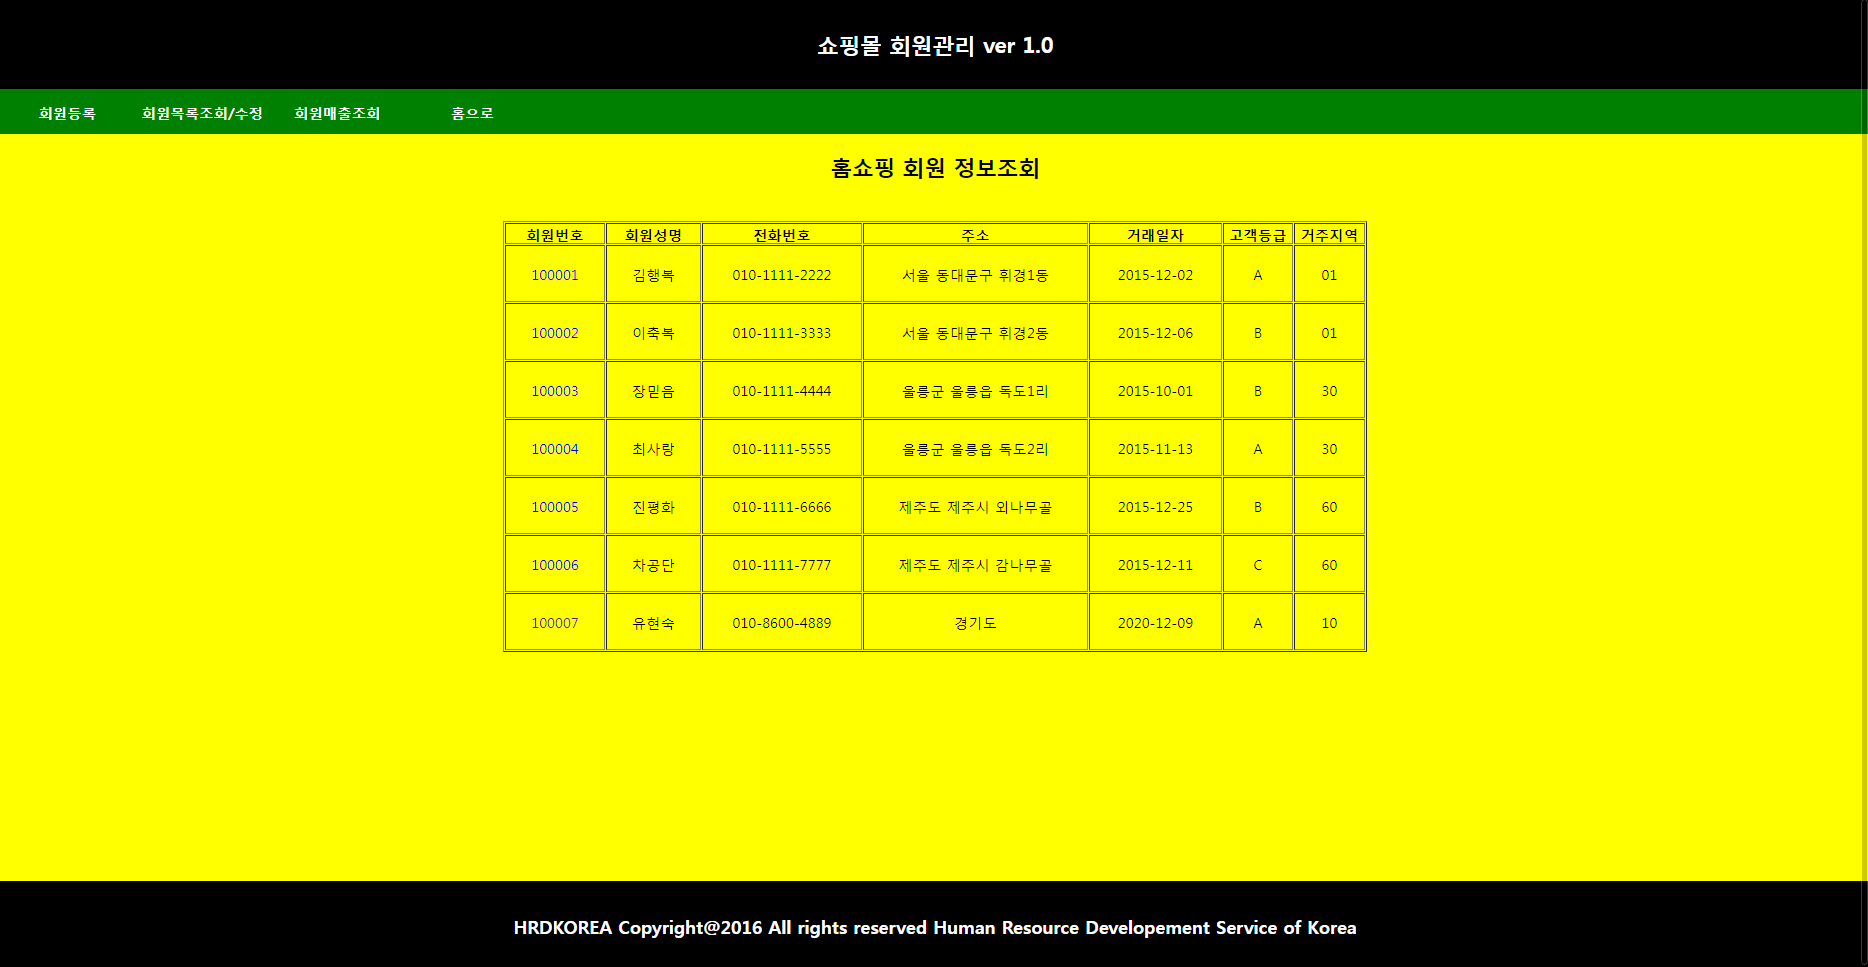 쇼핑몰 회원관리 ver 1.0
회원등록 회원목록조회/수정 회원매출조회 홈으로
홈쇼핑 회원 정보조회
회원번호 회원성명 전화번호 주소 거래일자 고객등급 거주지역
100001 김행복 010-1111-2222 서울 동대문구 휘경1동 2015-12-02 A 01
100002 이축복 010-1111-3333 서울 동대문구 휘경2동 2015-12-06 B 01
100003 장믿음 010-1111-4444 울릉군 울릉읍 독도1리 2015-10-01 B 30
100004 최사랑 010-1111-5555 울릉군 울릉읍 독도2리 2015-11-13 A 30
100005 진평화 010-1111-6666 제주도 제주시 외나무골 2015-12-25 B 60
100006 차공단 010-1111-7777 제주도 제주시 감나무골 2015-12-11 C 60
100007 유현숙 010-8600-4889 경기도 2020-12-09 A 10
HRDKOREA Copyright@2016 All rights reserved Human Resource Developement Service of Korea